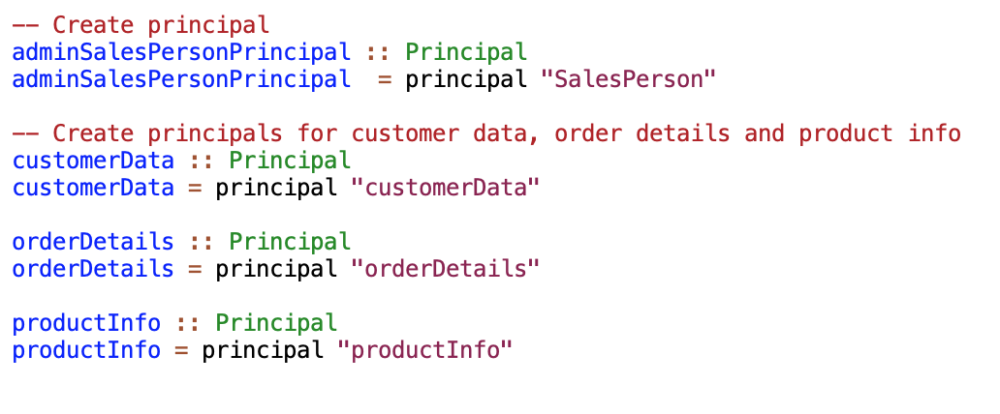 -- Create principal
adminSalesPersonPrincipal :: Principal
adminSalesPersonPrincipal  = principal "SalesPerson"
-- Create principals for customer data, order details and product info
customerData :: Principal
customerData = principal "customerData"
orderDetails :: Principal
orderDetails = principal "orderDetails"
productInfo :: Principal
productInfo = principal "productInfo"